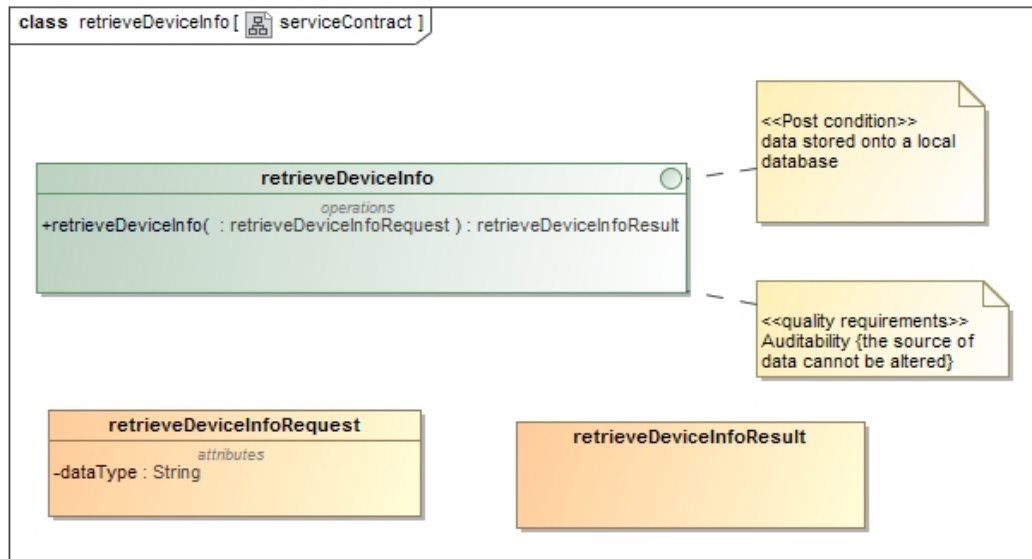 class retrieveDeviceInfo [ serviceContract ]
<<Post condition>>
data stored onto a local
database
retrieveDeviceInfo
operations
+retrieveDeviceInfo( : retrieveDeviceInfoRequest ) : retrieveDeviceInfoResult
<<quality requirements>>
Auditability {the source of
data cannot be altered}
retrieveDeviceInfoRequest
attributes
-dataType : String
retrieveDeviceInfoResult